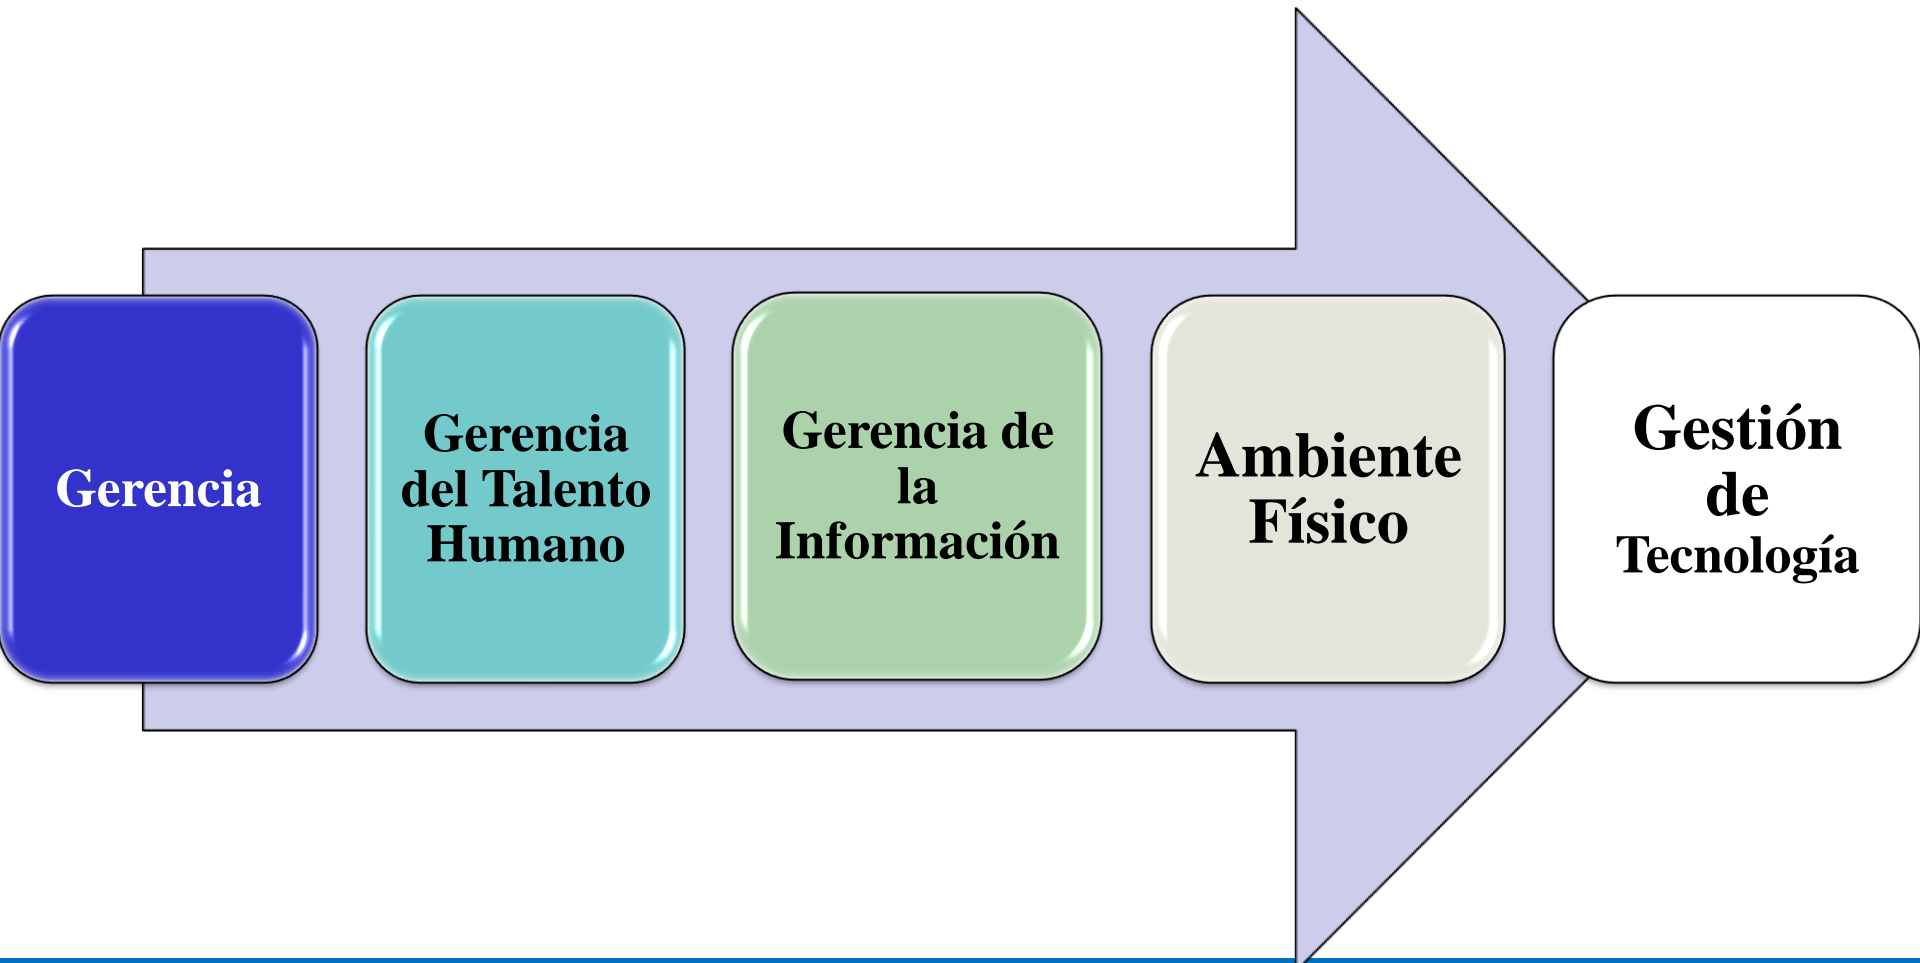 Gerencia
Gerencia
del Talento
Humano
Gerencia de
la
Información
Ambiente
Físico
Gestión
de
Tecnología